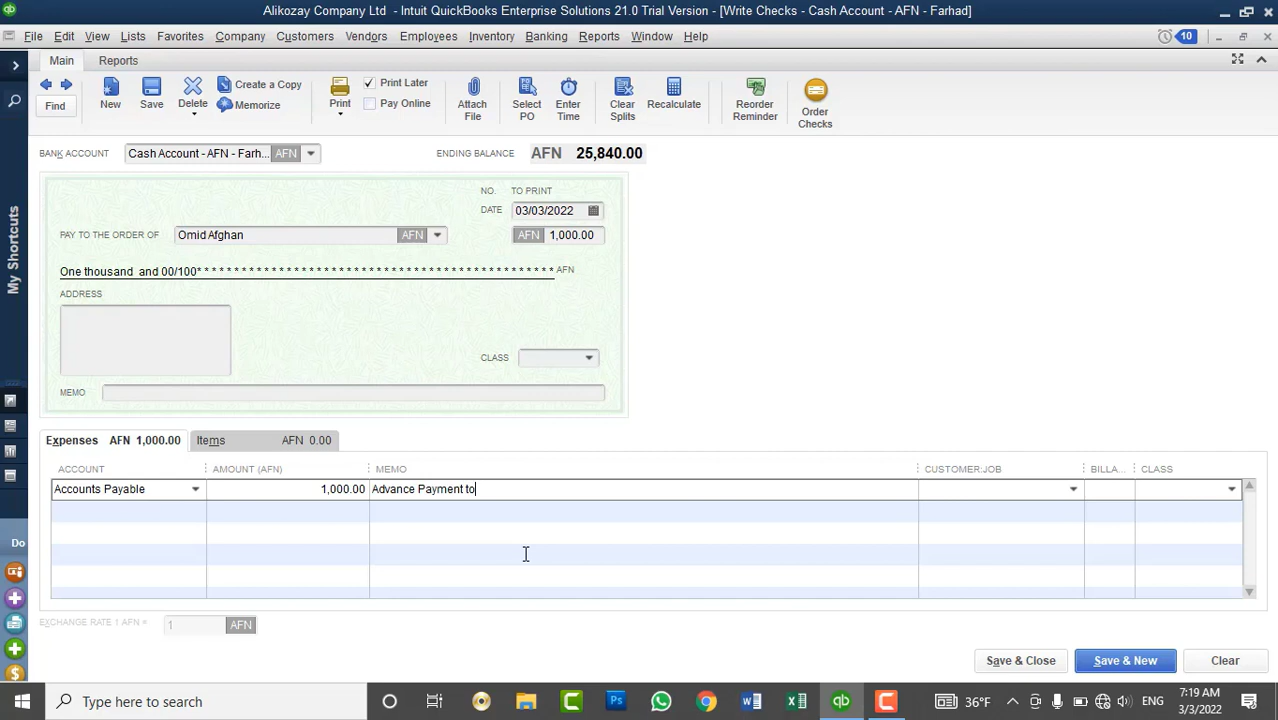 Alikozay Company Ltd - Intuit QuickBooks Enterprise Solutions 21.0 Trial Version - [Write Checks - Cash Account - AFN - Farhad]
File Edit View Lists Favorites Company Customers Vendors Employees Inventory Banking Reports Window Help 10
Main Reports
Find New Save Delete Create a Copy Memorize Print Print Later Pay Online Attach File Select PO Enter Time Clear Splits Recalculate Reorder Reminder Order Checks
BANK ACCOUNT Cash Account - AFN - Farh... AFN ENDING BALANCE AFN 25,840.00
NO. TO PRINT
DATE 03/03/2022
PAY TO THE ORDER OF Omid Afghan AFN AFN 1,000.00
One thousand and 00/100* * * * * * * * * * * * * * * * * * * * * * * * * * * * * * * * * * * * * * * * * * * * * * * AFN
ADDRESS
CLASS
MEMO
My Shortcuts
Do
Expenses AFN 1,000.00 Items AFN 0.00
ACCOUNT AMOUNT (AFN) MEMO CUSTOMER:JOB BILLA... CLASS
Accounts Payable 1,000.00 Advance Payment to
EXCHANGE RATE 1 AFN = 1 AFN
Save & Close Save & New Clear
Type here to search 36°F ENG 7:19 AM
3/3/2022